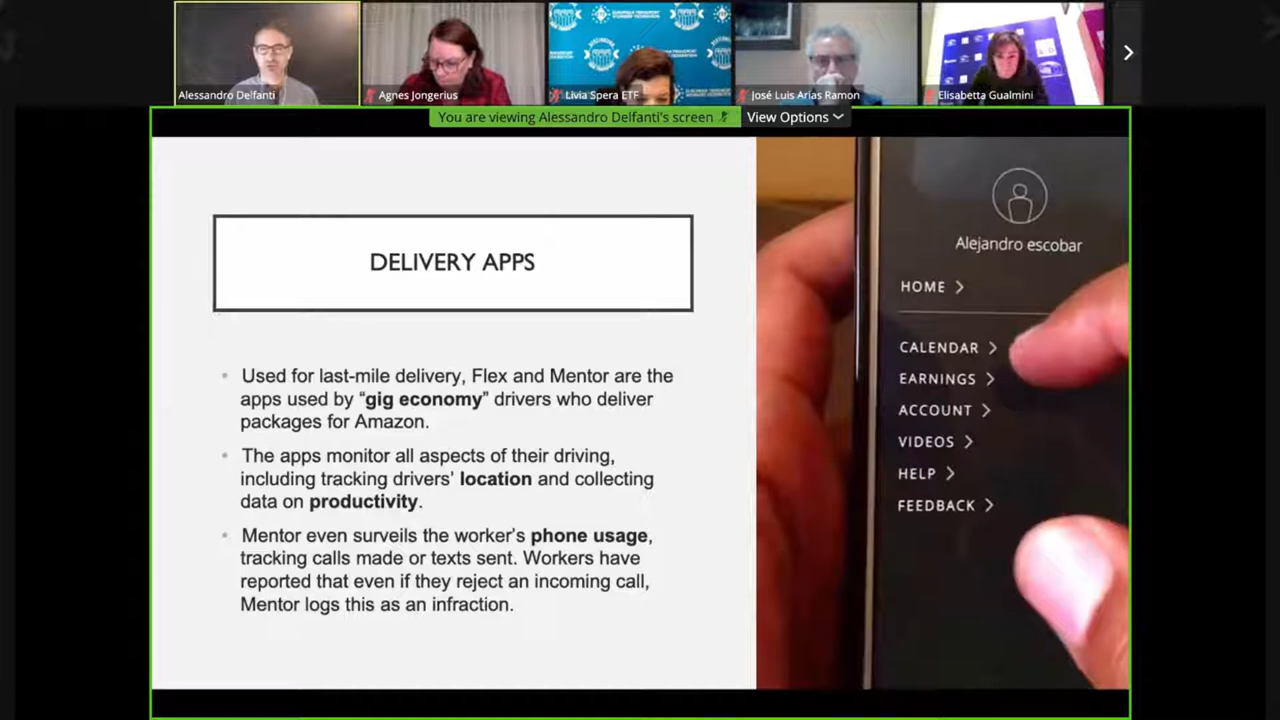 Alessandro Delfanti
Agnes Jongerius
Livia Spera ETF
José Luis Arias Ramon
Elisabetta Gualmini
You are viewing Alessandro Delfanti's screen
View Options
DELIVERY APPS
• Used for last-mile delivery, Flex and Mentor are the
apps used by “gig economy” drivers who deliver
packages for Amazon.
• The apps monitor all aspects of their driving,
including tracking drivers’ location and collecting
data on productivity.
• Mentor even surveils the worker’s phone usage,
tracking calls made or texts sent. Workers have
reported that even if they reject an incoming call,
Mentor logs this as an infraction.
Alejandro escobar
HOME >
CALENDAR >
EARNINGS >
ACCOUNT >
VIDEOS >
HELP >
FEEDBACK >